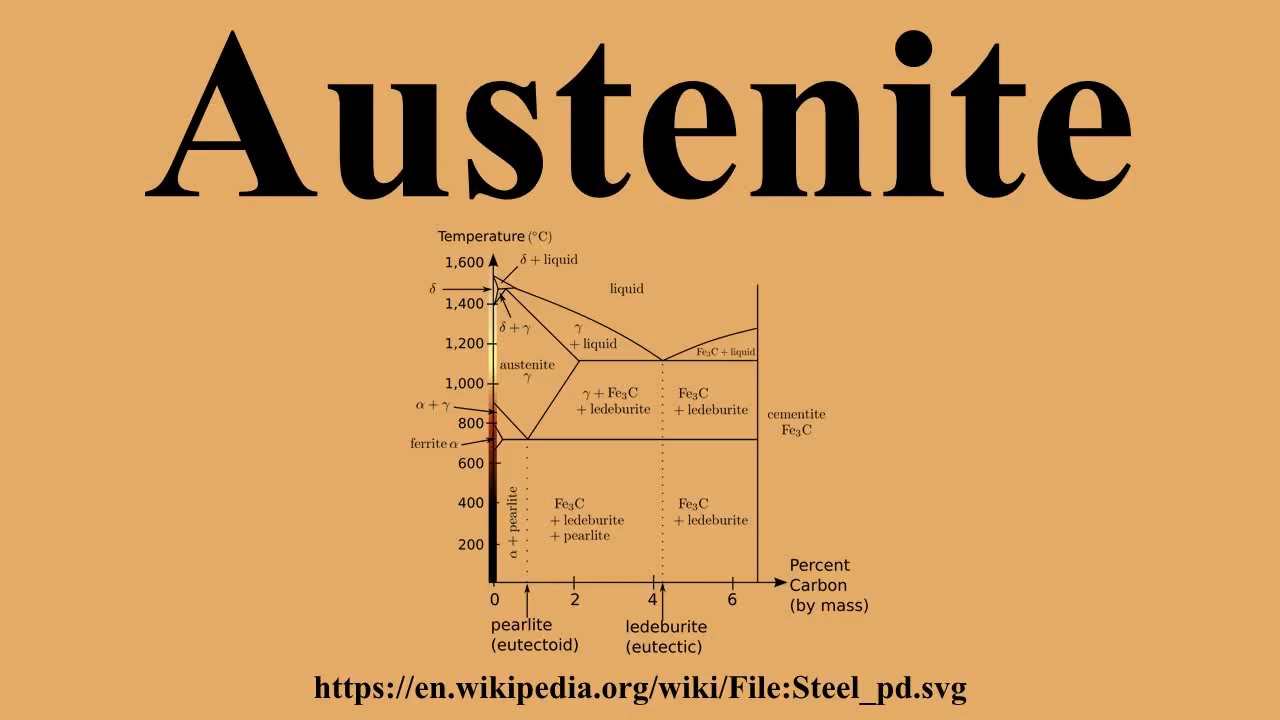 Austenite
Temperature (°C)
1,600
δ + liquid
δ
liquid
1,400
δ + γ
γ
+ liquid
1,200
Fe₃C + liquid
austenite
γ
1,000
γ + Fe₃C
+ ledeburite
Fe₃C
+ ledeburite
α + γ
cementite
Fe₃C
800
ferrite α
600
400
α + pearlite
Fe₃C
+ ledeburite
+ pearlite
Fe₃C
+ ledeburite
200
Percent
Carbon
(by mass)
0 2 4 6
pearlite
(eutectoid)
ledeburite
(eutectic)
https://en.wikipedia.org/wiki/File:Steel_pd.svg